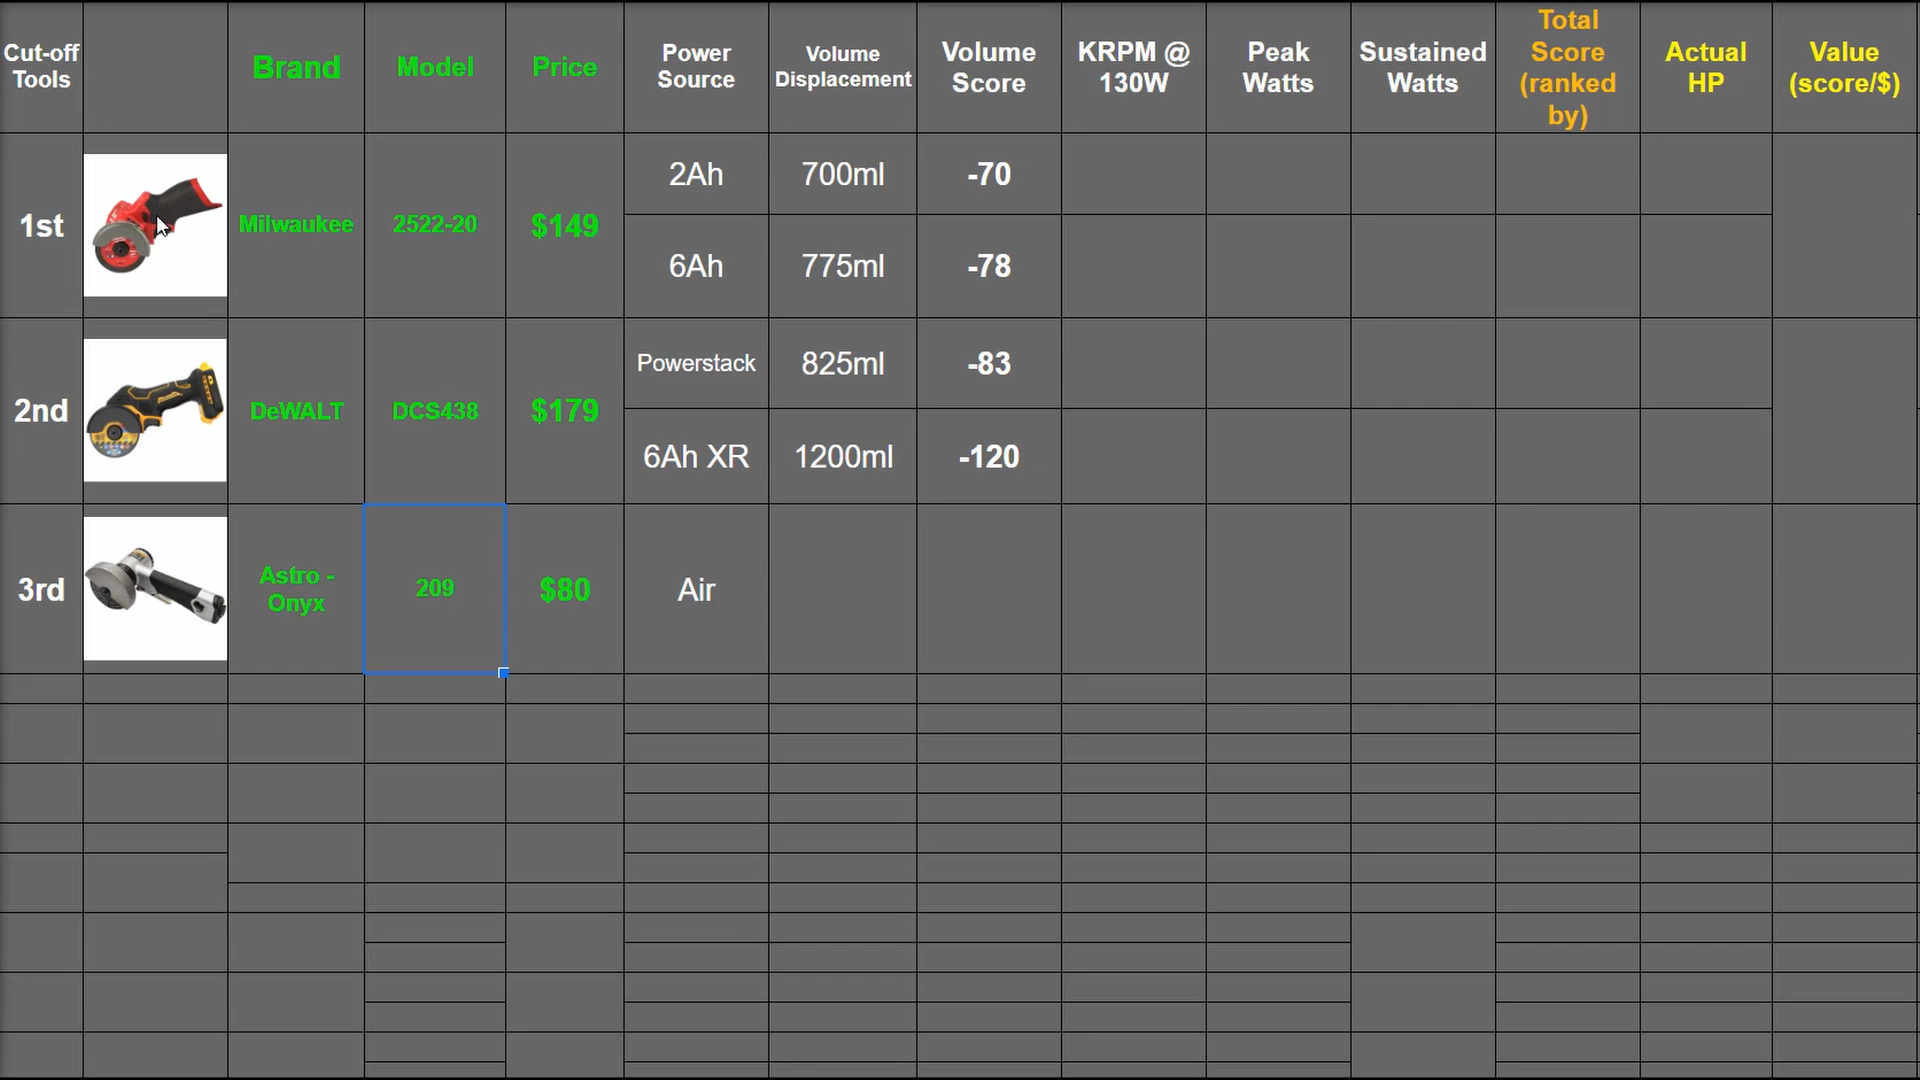 Cut-off Tools
Brand
Model
Price
Power Source
Volume Displacement
Volume Score
KRPM @ 130W
Peak Watts
Sustained Watts
Total Score (ranked by)
Actual HP
Value (score/$)
1st
Milwaukee
2522-20
$149
2Ah
700ml
-70
6Ah
775ml
-78
2nd
DeWALT
DCS438
$179
Powerstack
825ml
-83
6Ah XR
1200ml
-120
3rd
Astro - Onyx
209
$80
Air